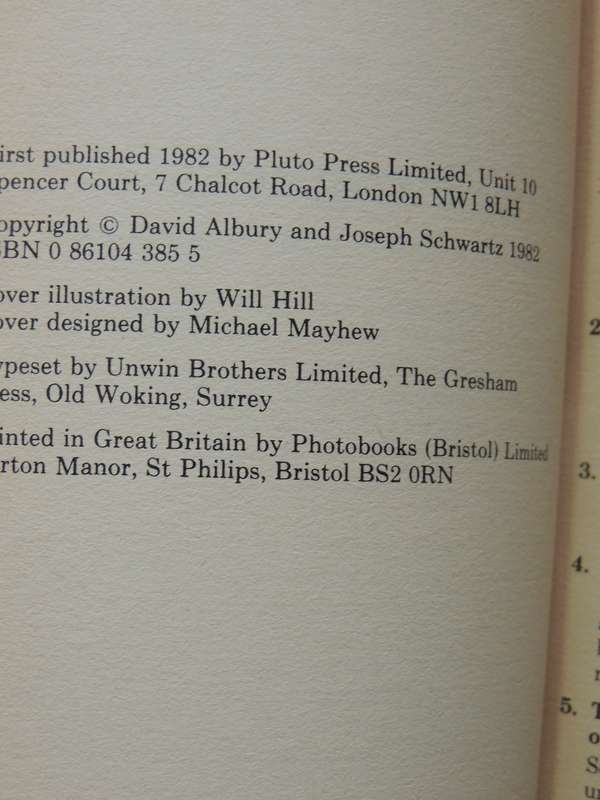 irst published 1982 by Pluto Press Limited, Unit 10
pencer Court, 7 Chalcot Road, London NW1 8LH
opyright © David Albury and Joseph Schwartz 1982
BN 0 86104 385 5
over illustration by Will Hill
over designed by Michael Mayhew
ypeset by Unwin Brothers Limited, The Gresham
ess, Old Woking, Surrey
inted in Great Britain by Photobooks (Bristol) Limited
rton Manor, St Philips, Bristol BS2 0RN
2
3.
4.
5.